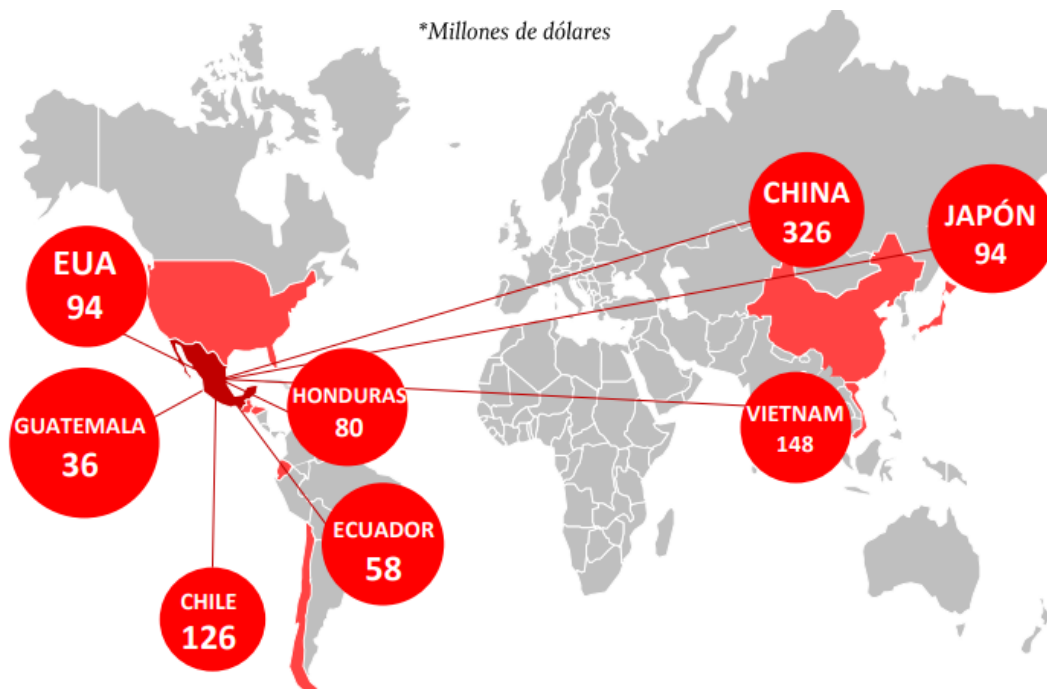 *Millones de dólares
CHINA
326
JAPÓN
94
EUA
94
HONDURAS
80
GUATEMALA
36
VIETNAM
148
ECUADOR
58
CHILE
126